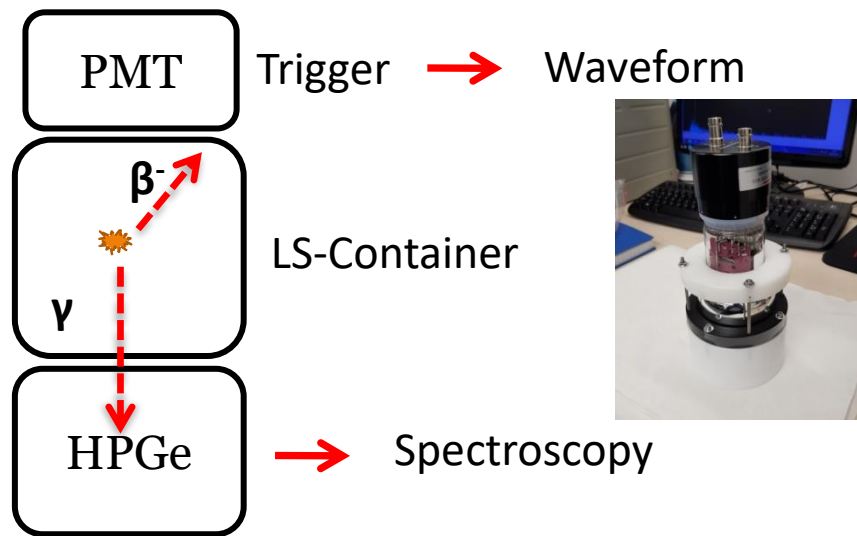 PMT Trigger Waveform
β-
LS-Container
γ
HPGe
Spectroscopy